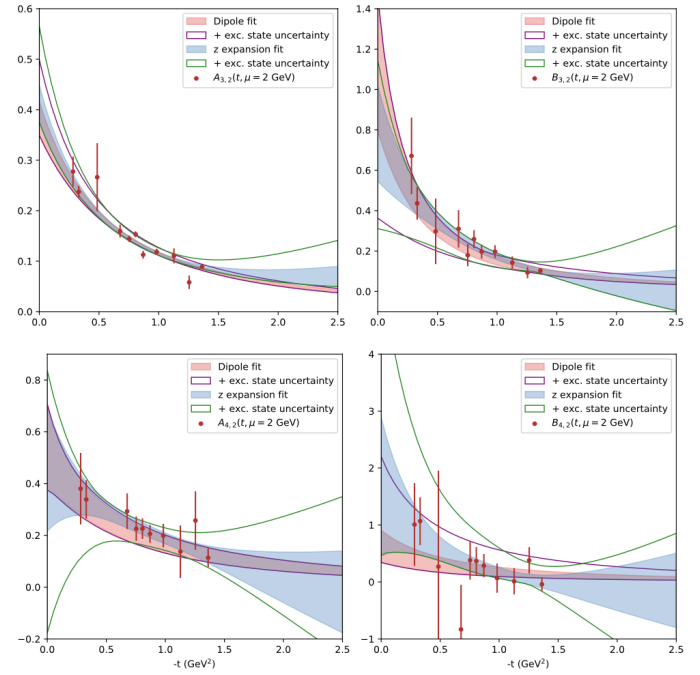 0.6
0.5
0.4
0.3
0.2
0.1
0.0
0.0 0.5 1.0 1.5 2.0 2.5
Dipole fit
+ exc. state uncertainty
z expansion fit
+ exc. state uncertainty
A3,2(t, μ = 2 GeV)
1.4
1.2
1.0
0.8
0.6
0.4
0.2
0.0
0.0 0.5 1.0 1.5 2.0 2.5
Dipole fit
+ exc. state uncertainty
z expansion fit
+ exc. state uncertainty
B3,2(t, μ = 2 GeV)
0.8
0.6
0.4
0.2
0.0
−0.2
0.0 0.5 1.0 1.5 2.0 2.5
-t (GeV²)
Dipole fit
+ exc. state uncertainty
z expansion fit
+ exc. state uncertainty
A4,2(t, μ = 2 GeV)
4
3
2
1
0
−1
0.0 0.5 1.0 1.5 2.0 2.5
-t (GeV²)
Dipole fit
+ exc. state uncertainty
z expansion fit
+ exc. state uncertainty
B4,2(t, μ = 2 GeV)